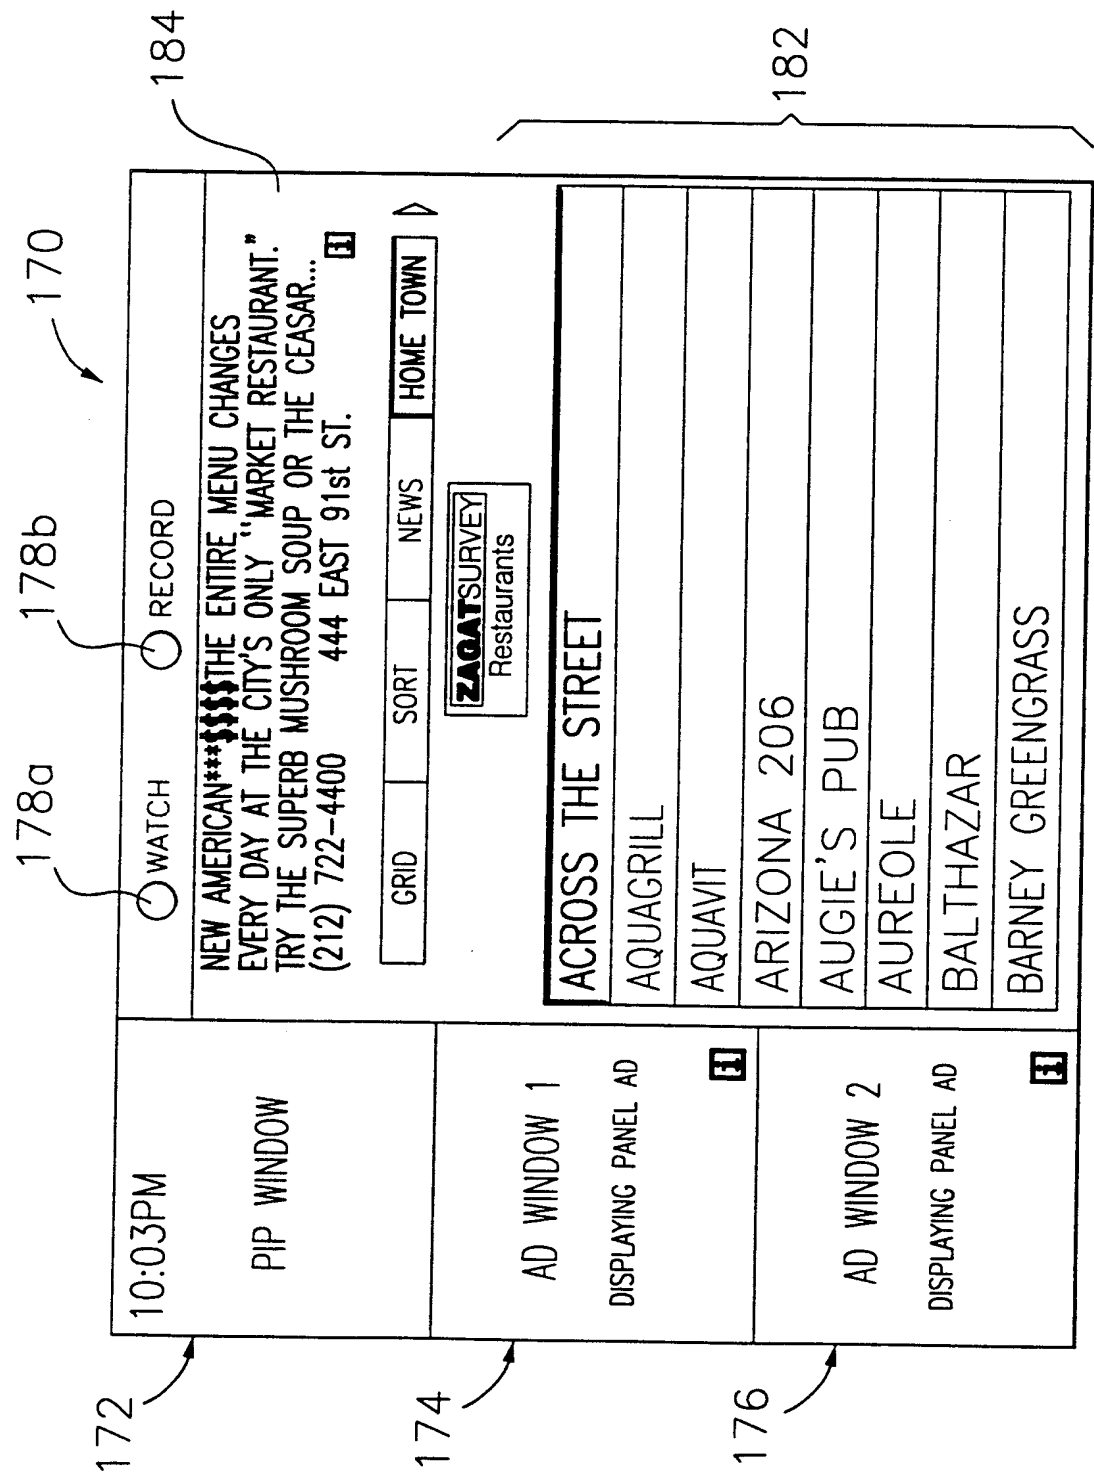 170
178a
178b
184
172
174
176
182
10:03PM
PIP WINDOW
AD WINDOW 1
DISPLAYING PANEL AD
i
AD WINDOW 2
DISPLAYING PANEL AD
i
WATCH
RECORD
NEW AMERICAN***$$$$THE ENTIRE MENU CHANGES
EVERY DAY AT THE CITY'S ONLY "MARKET RESTAURANT."
TRY THE SUPERB MUSHROOM SOUP OR THE CEASAR...
(212) 722-4400 444 EAST 91st ST.
i
GRID SORT NEWS HOME TOWN
ZAGATSURVEY
Restaurants
ACROSS THE STREET
AQUAGRILL
AQUAVIT
ARIZONA 206
AUGIE'S PUB
AUREOLE
BALTHAZAR
BARNEY GREENGRASS